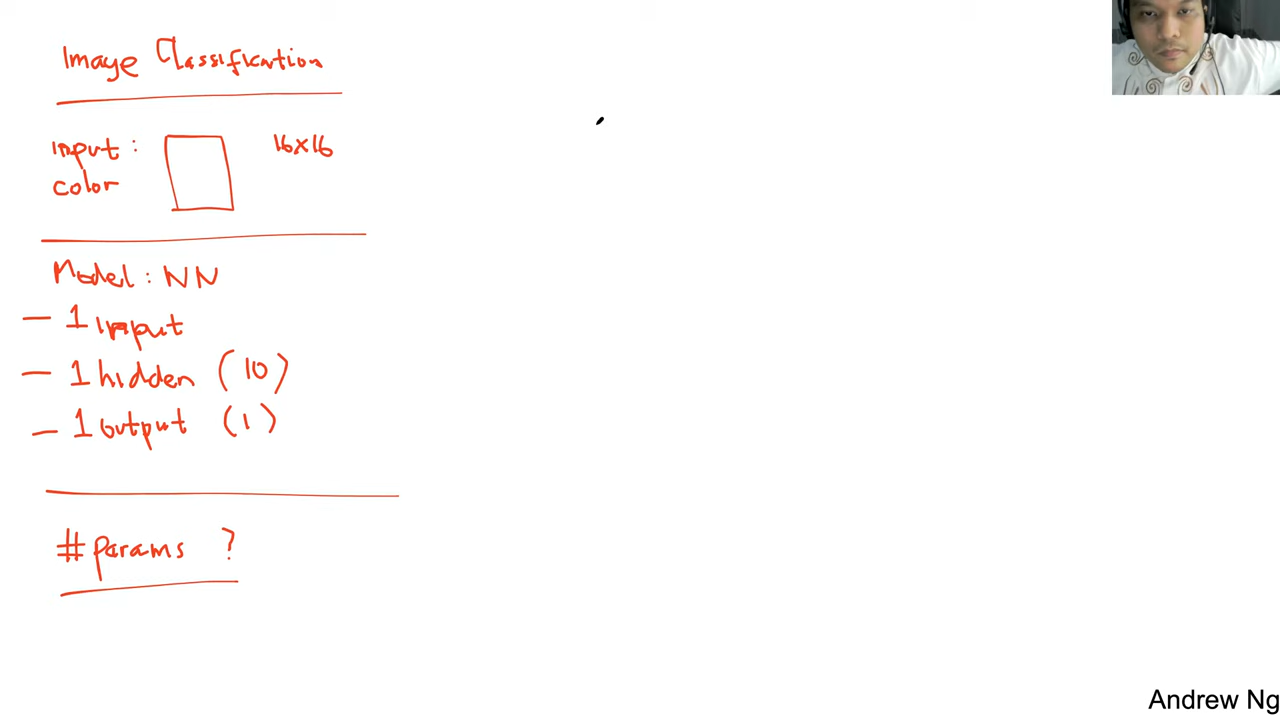 Image Classification
input : 16x16
color
Model : NN
- 1 input
- 1 hidden (10)
- 1 output (1)
#params ?
Andrew Ng